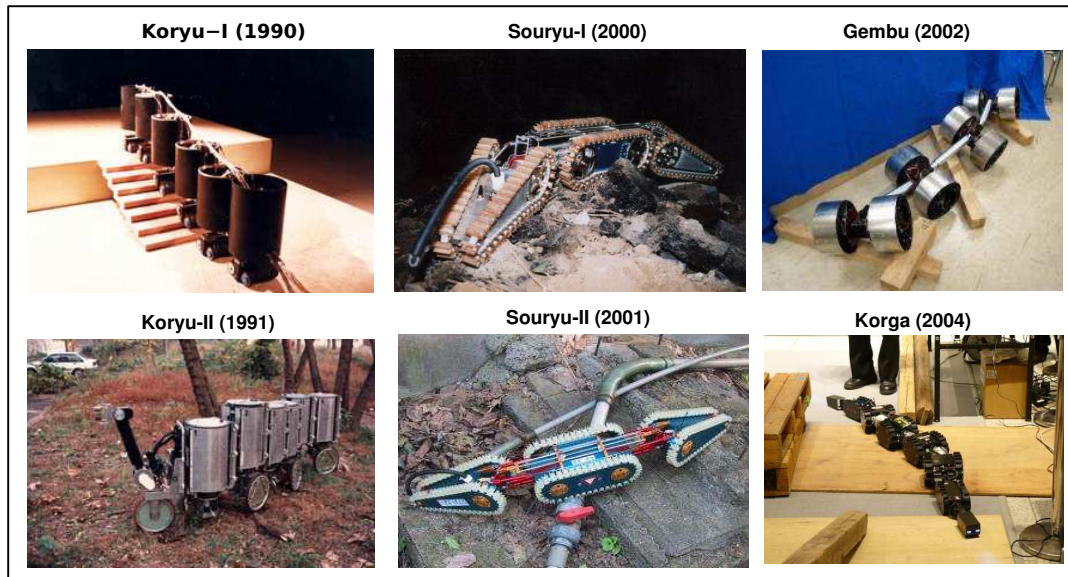 Koryu–I (1990)
Souryu-I (2000)
Gembu (2002)
Koryu-II (1991)
Souryu-II (2001)
Korga (2004)